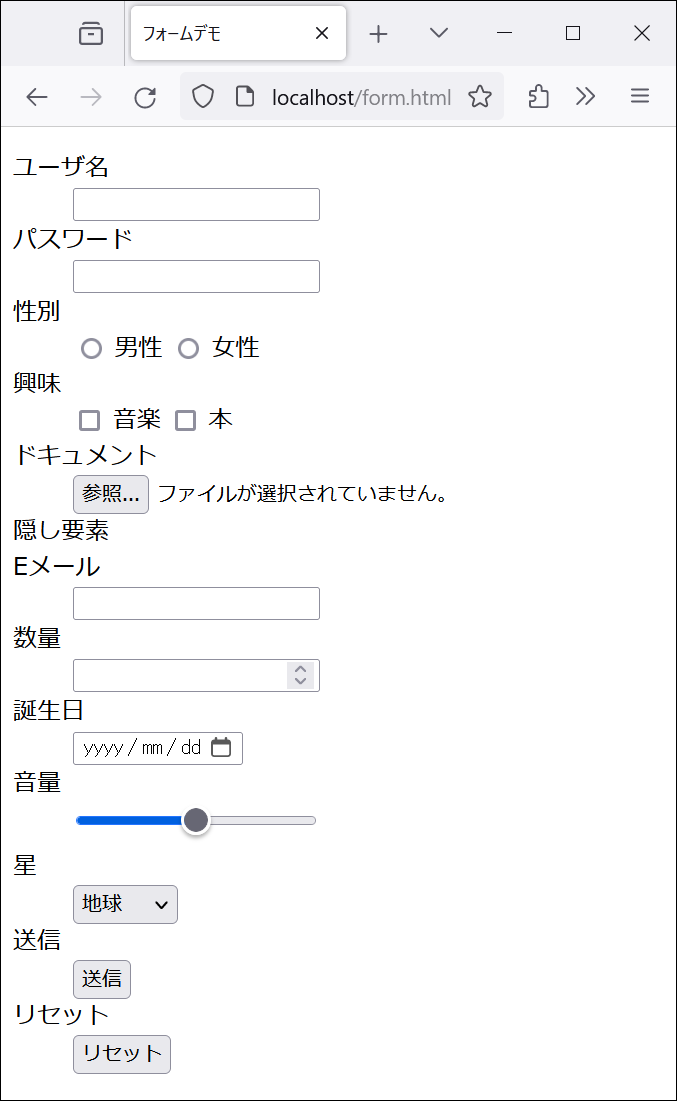 フォームデモ
localhost/form.html
ユーザ名
パスワード
性別
男性 女性
興味
音楽 本
ドキュメント
参照... ファイルが選択されていません。
隠し要素
Eメール
数量
誕生日
yyyy / mm / dd
音量
星
地球
送信
送信
リセット
リセット